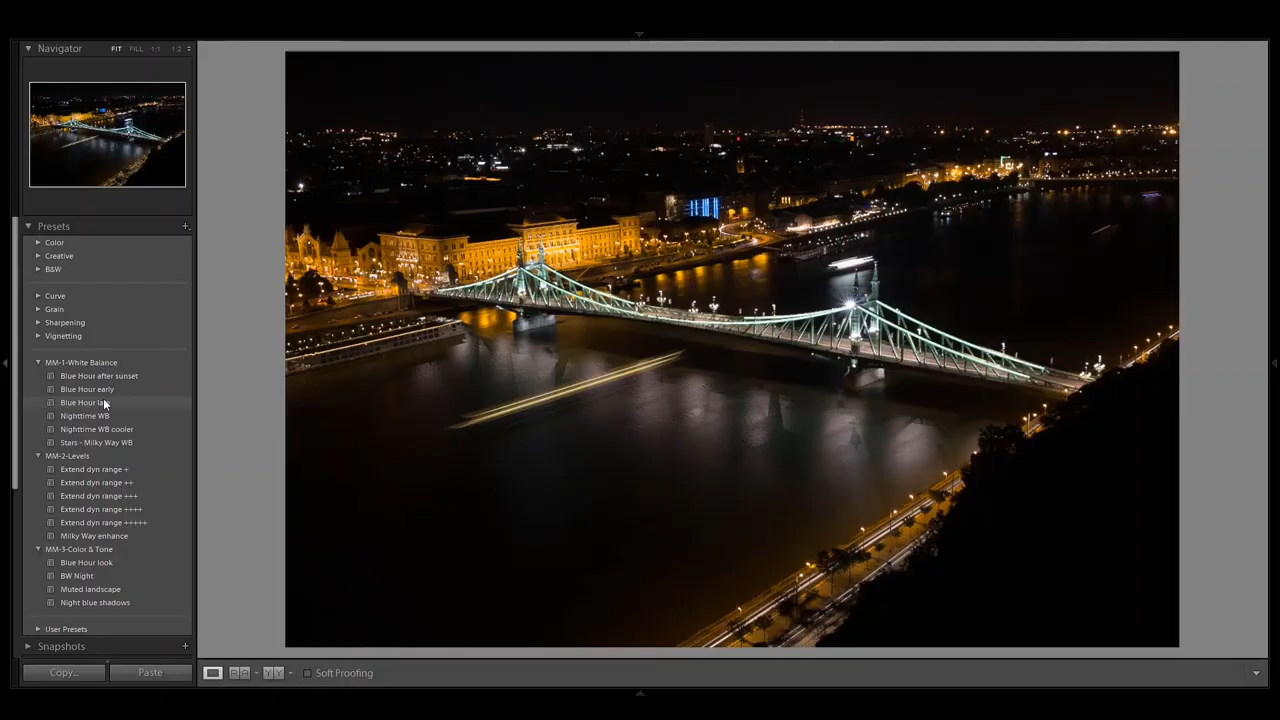 Navigator FIT FILL 1:1 1:2
Presets
Color
Creative
B&W
Curve
Grain
Sharpening
Vignetting
MM-1-White Balance
Blue Hour after sunset
Blue Hour early
Blue Hour
Nighttime WB
Nighttime WB cooler
Stars - Milky Way WB
MM-2-Levels
Extend dyn range +
Extend dyn range ++
Extend dyn range +++
Extend dyn range ++++
Extend dyn range +++++
Milky Way enhance
MM-3-Color & Tone
Blue Hour look
BW Night
Muted landscape
Night blue shadows
User Presets
Snapshots
Copy... Paste Soft Proofing